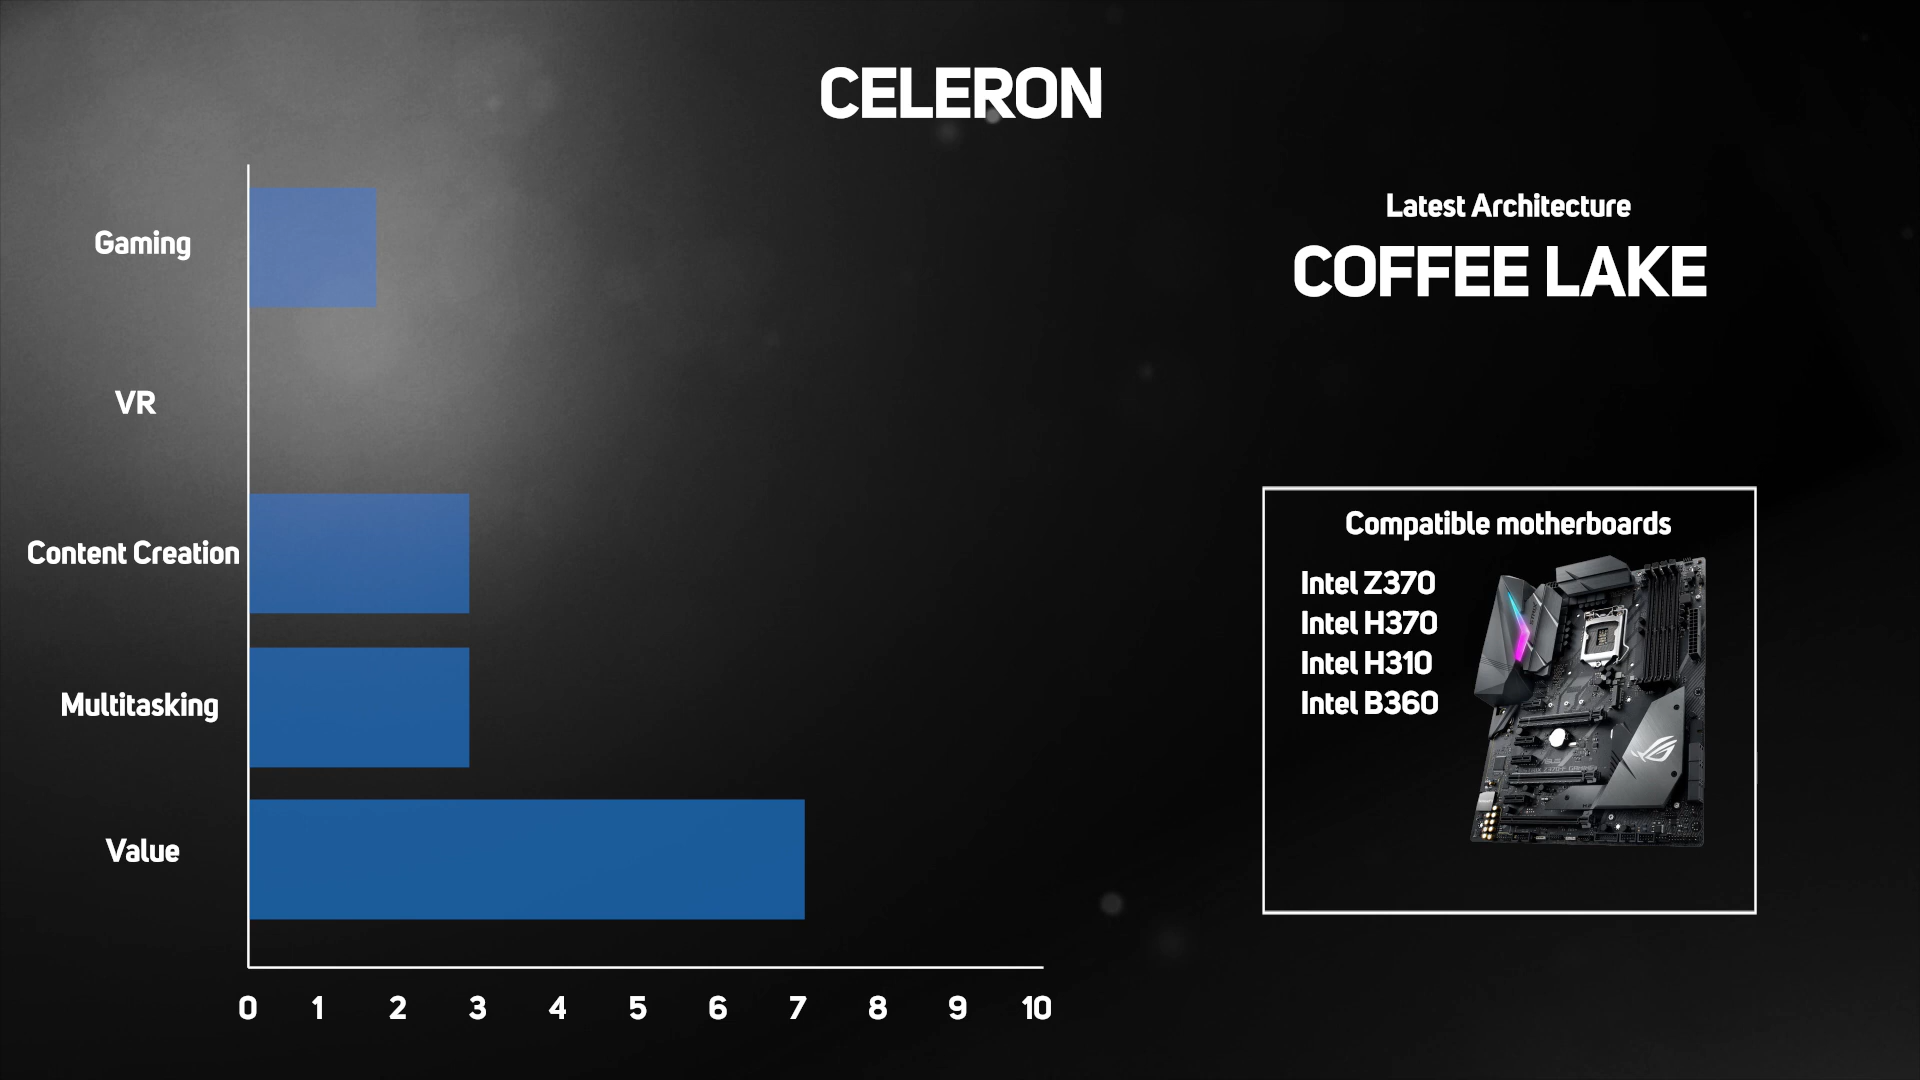 CELERON
Gaming
VR
Content Creation
Multitasking
Value
0 1 2 3 4 5 6 7 8 9 10
Latest Architecture
COFFEE LAKE
Compatible motherboards
Intel Z370
Intel H370
Intel H310
Intel B360